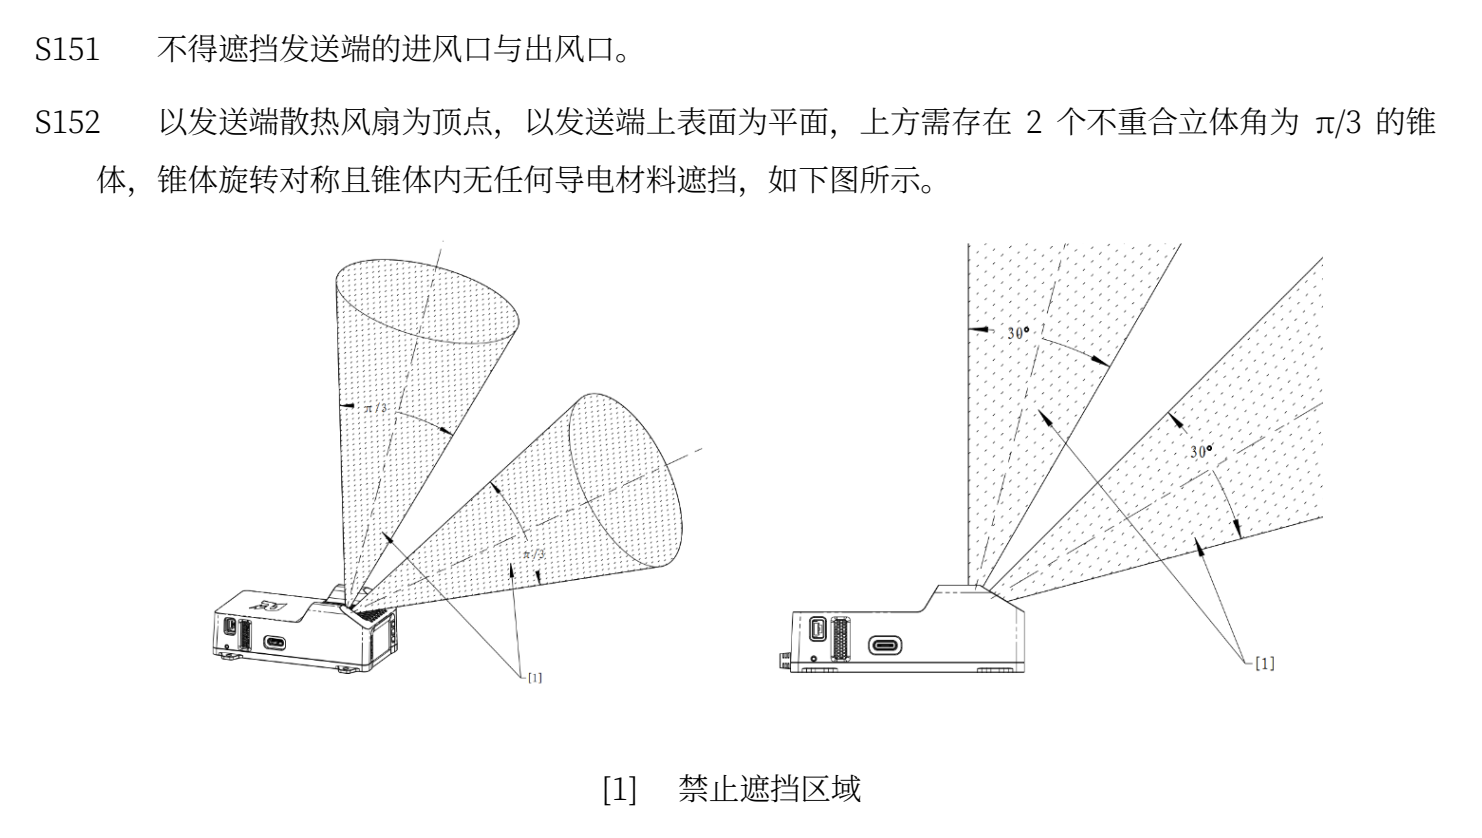 S151 不得遮挡发送端的进风口与出风口。
S152 以发送端散热风扇为顶点，以发送端上表面为平面，上方需存在 2 个不重合立体角为 π/3 的锥
体，锥体旋转对称且锥体内无任何导电材料遮挡，如下图所示。
π/3
π/3
[1]
30°
30°
[1]
[1] 禁止遮挡区域